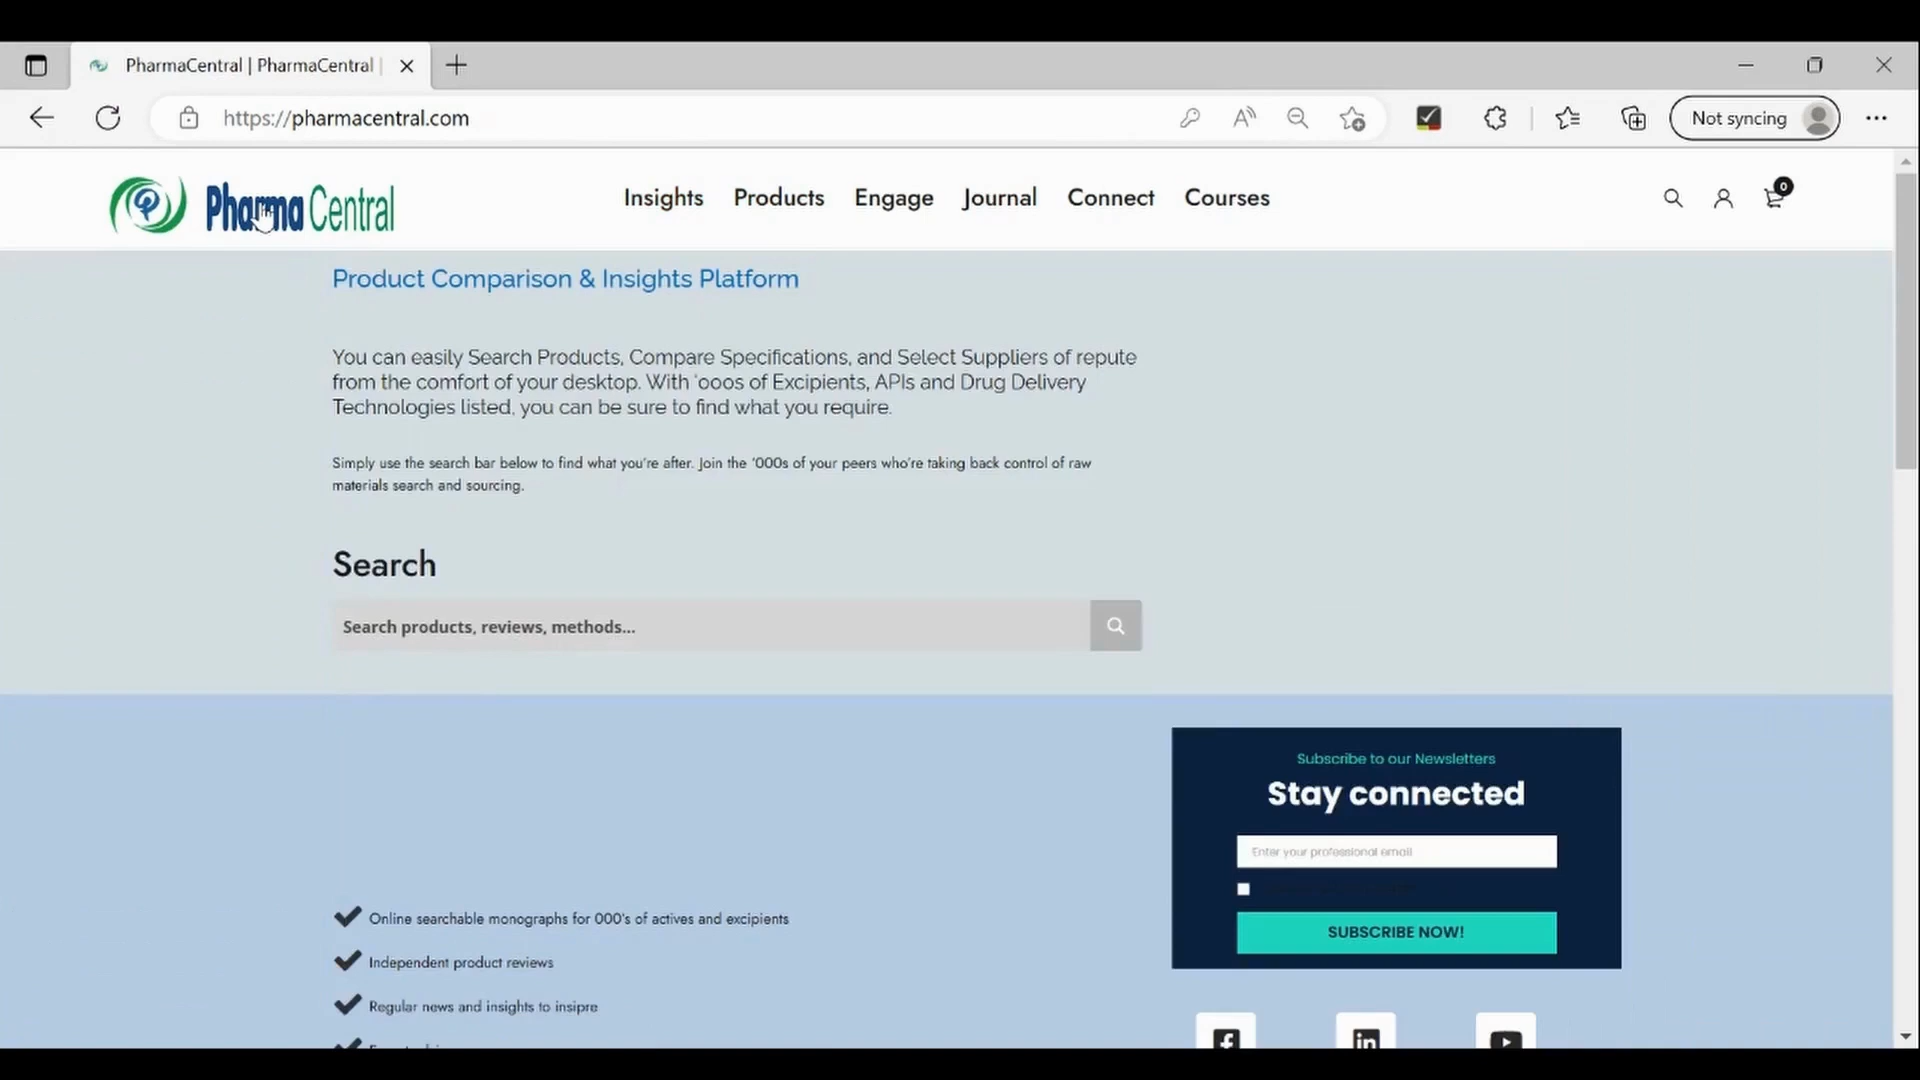 PharmaCentral | PharmaCentral |
https://pharmacentral.com
Not syncing
Pharma Central
Insights
Products
Engage
Journal
Connect
Courses
0
Product Comparison & Insights Platform
You can easily Search Products, Compare Specifications, and Select Suppliers of repute
from the comfort of your desktop. With '000s of Excipients, APIs and Drug Delivery
Technologies listed, you can be sure to find what you require.
Simply use the search bar below to find what you're after. Join the '000s of your peers who're taking back control of raw
materials search and sourcing.
Search
Search products, reviews, methods...
Subscribe to our Newsletters
Stay connected
Enter your professional email
SUBSCRIBE NOW!
Online searchable monographs for 000's of actives and excipients
Independent product reviews
Regular news and insights to insipre